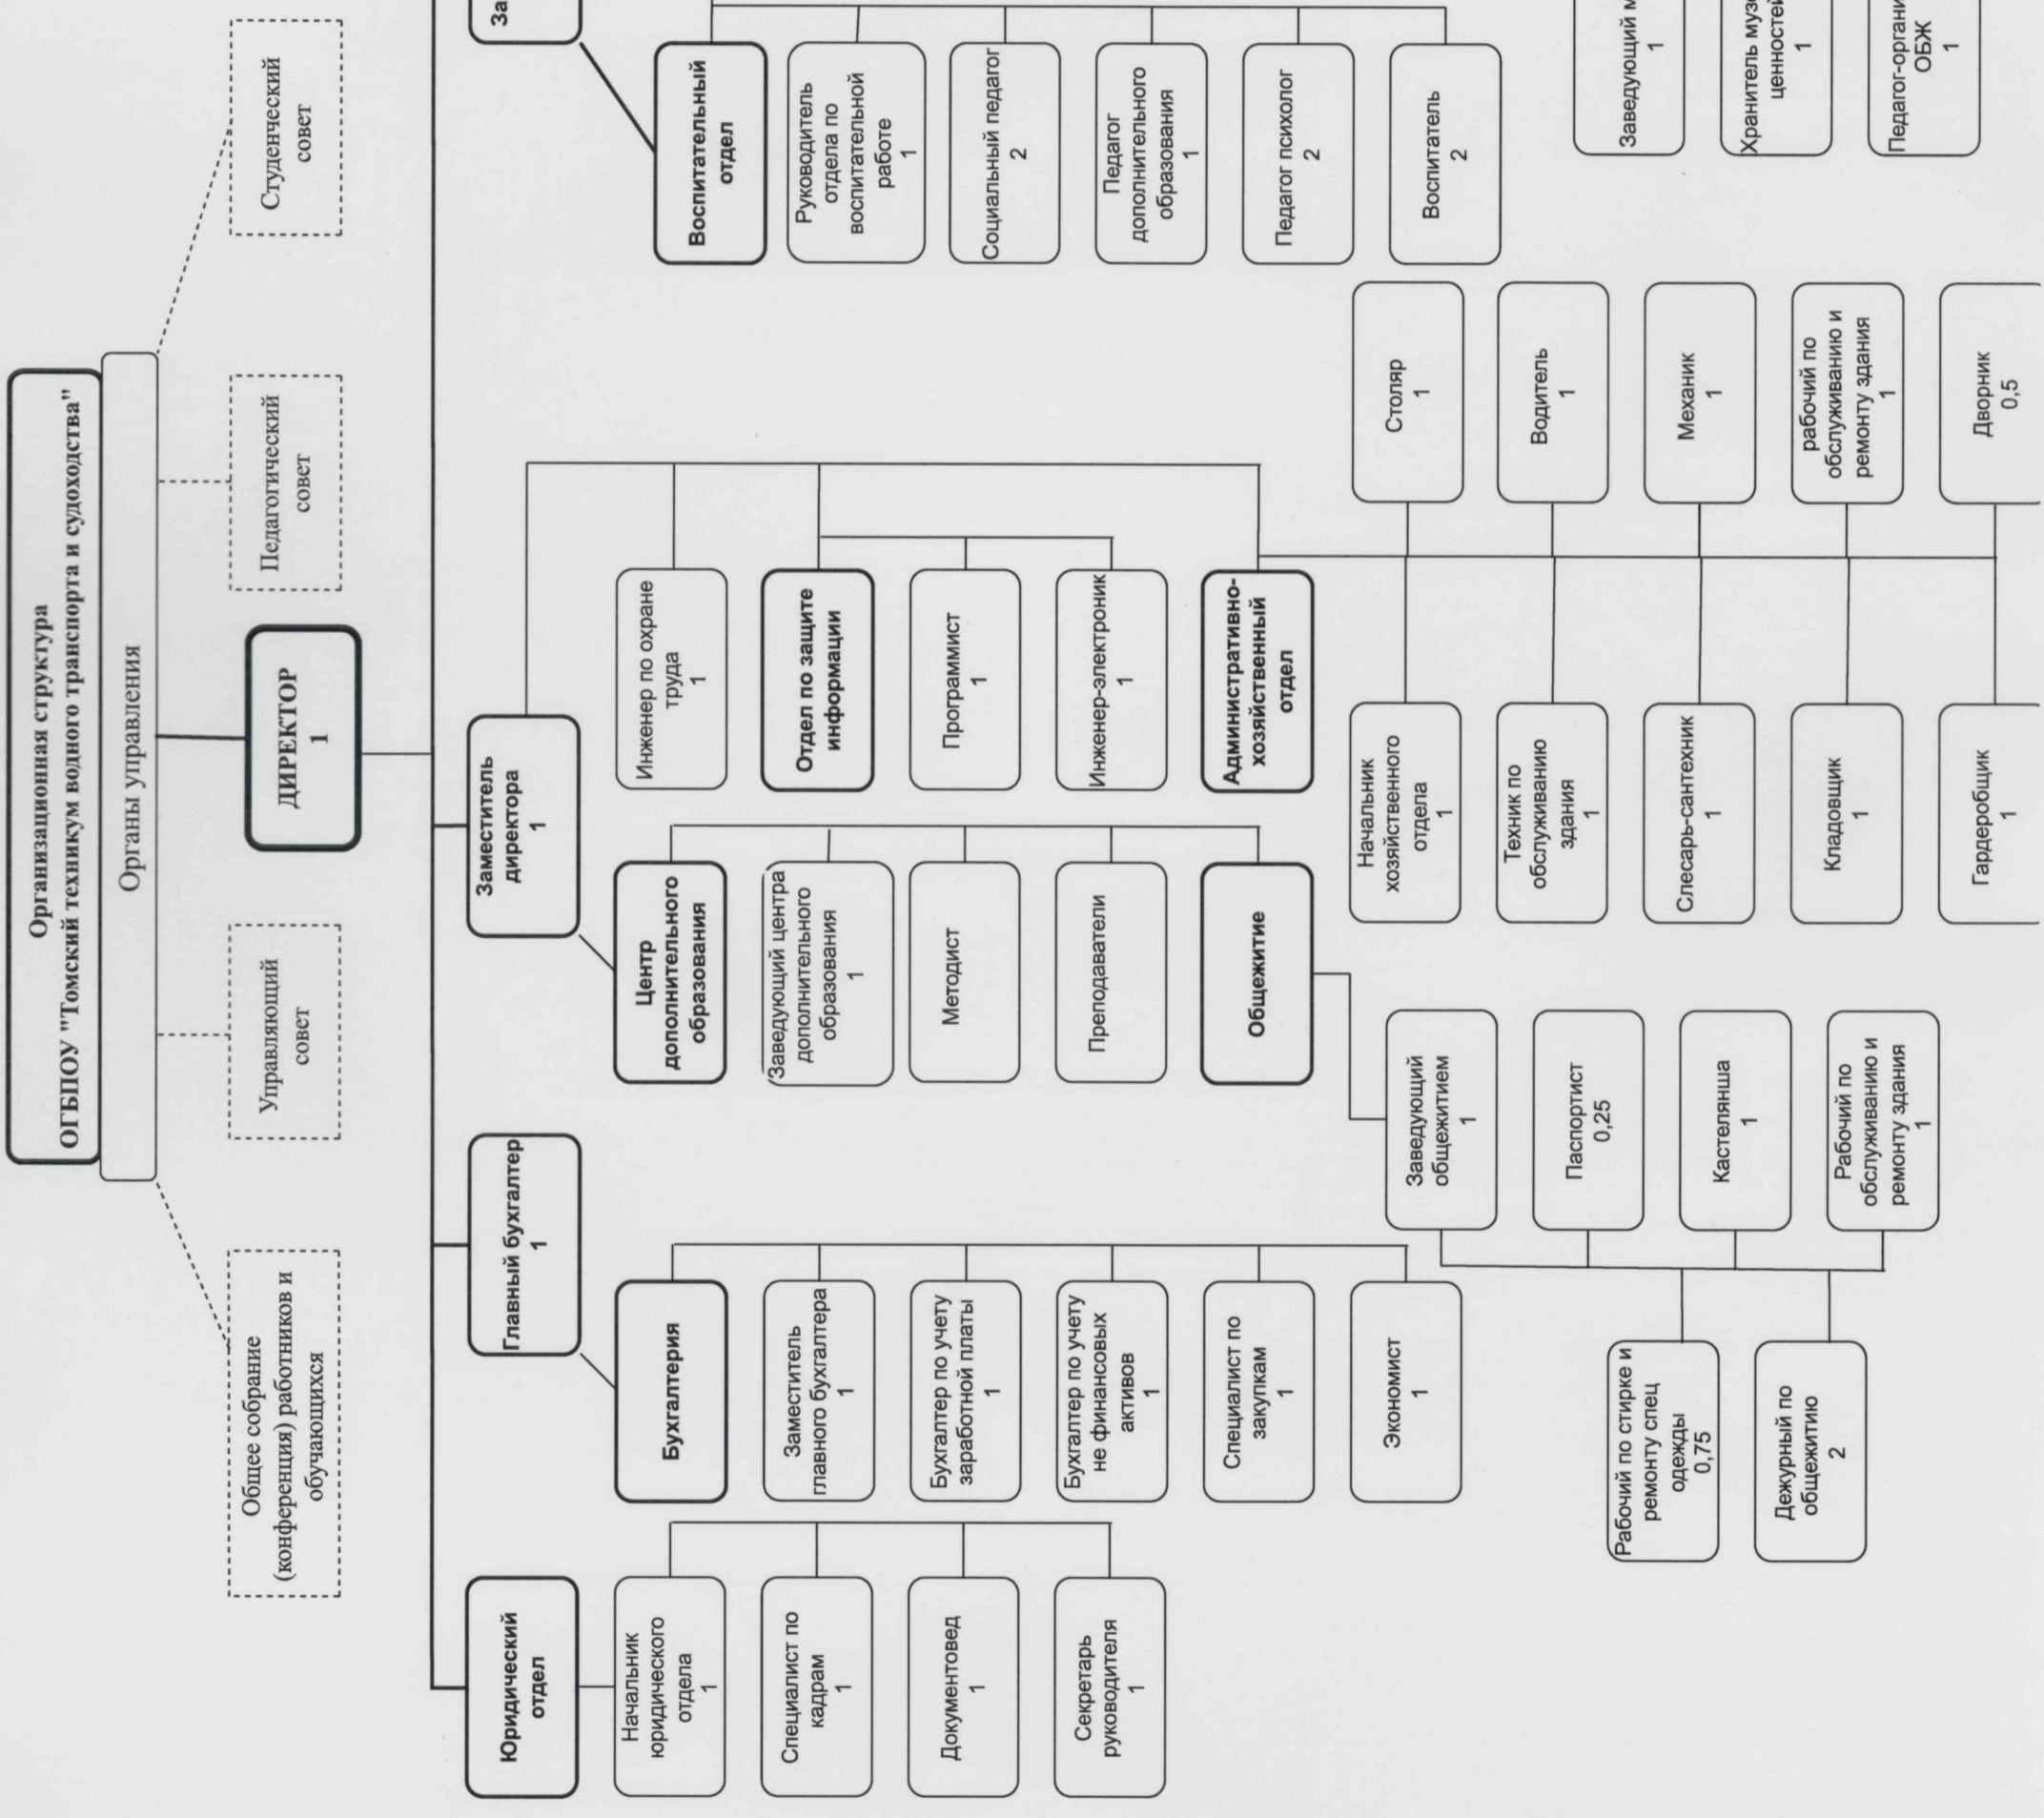 Организационная структура
ОГБПОУ "Томский техникум водного транспорта и судоходства"
Органы управления
Общее собрание
(конференция) работников и
обучающихся
Управляющий
совет
Педагогический
совет
Студенческий
совет
ДИРЕКТОР
1
Юридический
отдел
Начальник
юридического
отдела
1
Специалист по
кадрам
1
Документовед
1
Секретарь
руководителя
1
Главный бухгалтер
1
Бухгалтерия
Заместитель
главного бухгалтера
1
Бухгалтер по учету
заработной платы
1
Бухгалтер по учету
не финансовых
активов
1
Специалист по
закупкам
1
Экономист
1
Заместитель
директора
1
Центр
дополнительного
образования
Заведующий центра
дополнительного
образования
1
Методист
Преподаватели
Общежитие
Заведующий
общежитием
1
Паспортист
0,25
Кастелянша
1
Рабочий по
обслуживанию и
ремонту здания
1
Рабочий по стирке и
ремонту спец
одежды
0,75
Дежурный по
общежитию
2
Инженер по охране
труда
1
Отдел по защите
информации
Программист
1
Инженер-электроник
1
Административно-
хозяйственный
отдел
Начальник
хозяйственного
отдела
1
Техник по
обслуживанию
здания
1
Слесарь-сантехник
1
Кладовщик
1
Гардеробщик
1
Столяр
1
Водитель
1
Механик
1
рабочий по
обслуживанию и
ремонту здания
1
Дворник
0,5
За
Воспитательный
отдел
Руководитель
отдела по
воспитательной
работе
1
Социальный педагог
2
Педагог
дополнительного
образования
1
Педагог психолог
2
Воспитатель
2
Заведующий м
1
Хранитель муз
ценностей
1
Педагог-органи
ОБЖ
1